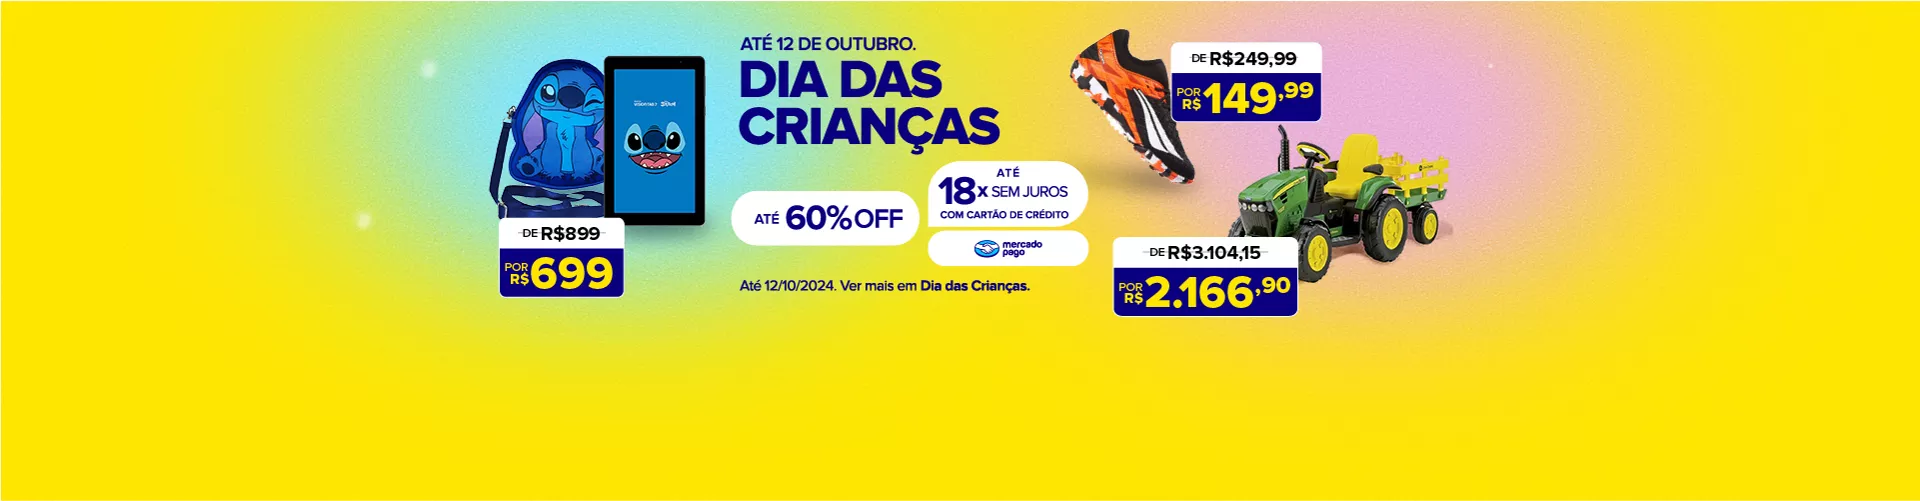 ATÉ 12 DE OUTUBRO.
DIA DAS
CRIANÇAS
ATÉ 60% OFF
ATÉ
18x SEM JUROS
COM CARTÃO DE CRÉDITO
mercado
pago
Até 12/10/2024. Ver mais em Dia das Crianças.
DE R$899
POR R$ 699
DE R$249,99
POR R$ 149,99
DE R$3.104,15
POR R$ 2.166,90